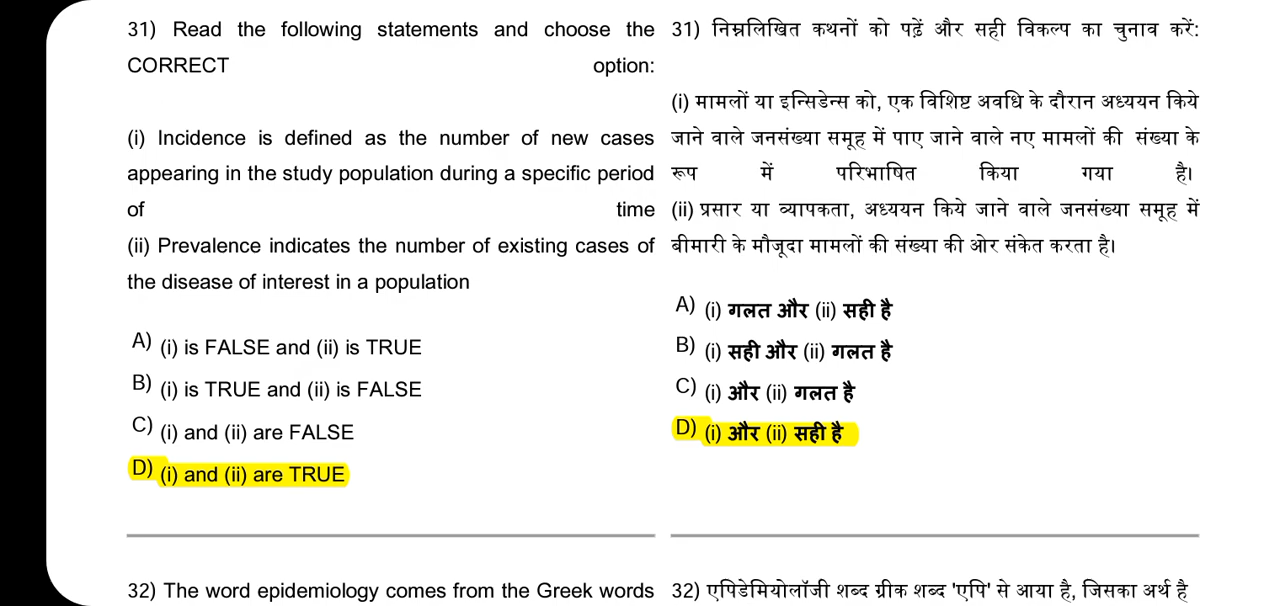 31) Read the following statements and choose the
CORRECT option:
(i) Incidence is defined as the number of new cases
appearing in the study population during a specific period
of time
(ii) Prevalence indicates the number of existing cases of
the disease of interest in a population
A) (i) is FALSE and (ii) is TRUE
B) (i) is TRUE and (ii) is FALSE
C) (i) and (ii) are FALSE
D) (i) and (ii) are TRUE
31) निम्नलिखित कथनों को पढ़ें और सही विकल्प का चुनाव करें:
(i) मामलों या इन्सिडेन्स को, एक विशिष्ट अवधि के दौरान अध्ययन किये
जाने वाले जनसंख्या समूह में पाए जाने वाले नए मामलों की संख्या के
रूप में परिभाषित किया गया है।
(ii) प्रसार या व्यापकता, अध्ययन किये जाने वाले जनसंख्या समूह में
बीमारी के मौजूदा मामलों की संख्या की ओर संकेत करता है।
A) (i) गलत और (ii) सही है
B) (i) सही और (ii) गलत है
C) (i) और (ii) गलत है
D) (i) और (ii) सही है
32) The word epidemiology comes from the Greek words
32) एपिडेमियोलॉजी शब्द ग्रीक शब्द 'एपि' से आया है, जिसका अर्थ है